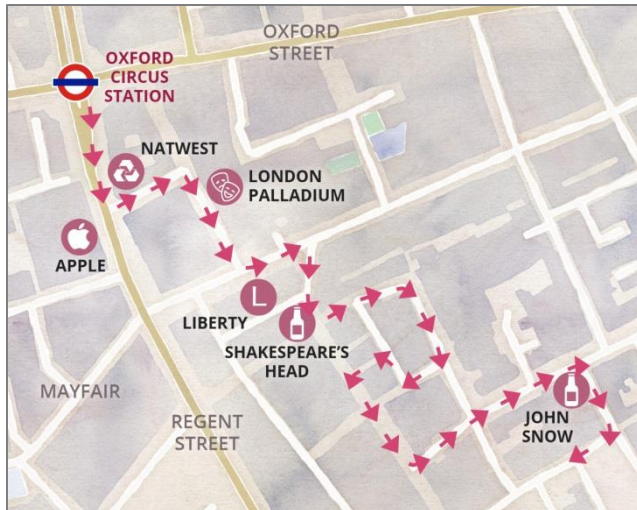 OXFORD
STREET
OXFORD
CIRCUS
STATION
NATWEST
LONDON
PALLADIUM
APPLE
L
LIBERTY
SHAKESPEARE'S
HEAD
MAYFAIR
REGENT
STREET
JOHN
SNOW